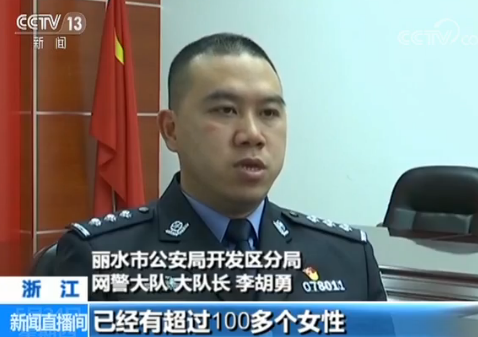 CCTV 13
新闻
CCTV.CO
丽水市公安局开发区分局
网警大队 大队长 李胡勇
078011
浙江
新闻直播间
已经有超过100多个女性